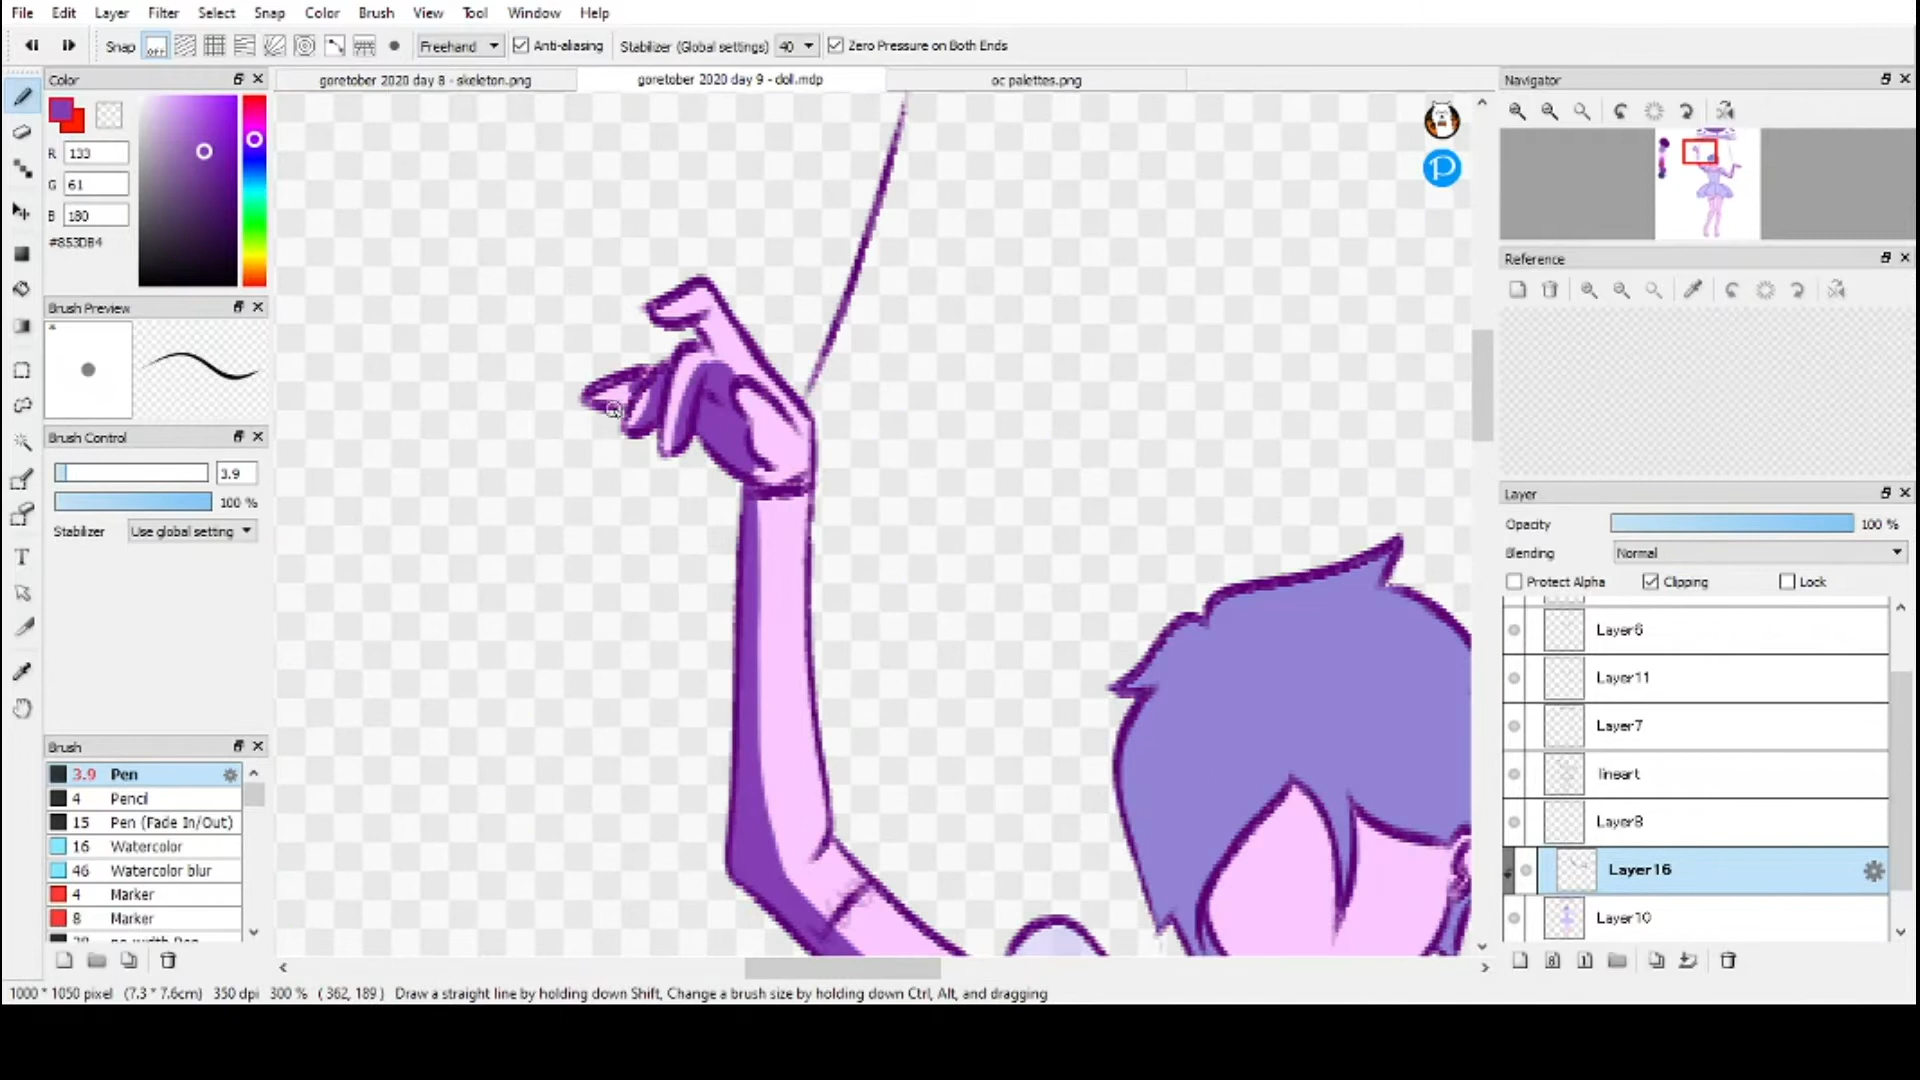 File Edit Layer Filter Select Snap Color Brush View Tool Window Help
Snap OFF Freehand Anti-aliasing Stabilizer (Global settings) 40 Zero Pressure on Both Ends
Color
goretober 2020 day 8 - skeleton.png goretober 2020 day 9 - doll.mdp oc palettes.png
Navigator
R 133
G 61
B 180
#853DB4
Reference
Brush Preview
Brush Control
3.9
100 %
Stabilizer Use global setting
Layer
Opacity 100 %
Blending Normal
Protect Alpha Clipping Lock
Layer6
Layer11
Layer7
lineart
Layer8
Layer16
Layer10
Brush
3.9 Pen
4 Pencil
15 Pen (Fade In/Out)
16 Watercolor
46 Watercolor blur
4 Marker
8 Marker
1000 * 1050 pixel (7.3 * 7.6cm) 350 dpi 300 % ( 362, 189 ) Draw a straight line by holding down Shift, Change a brush size by holding down Ctrl, Alt, and dragging